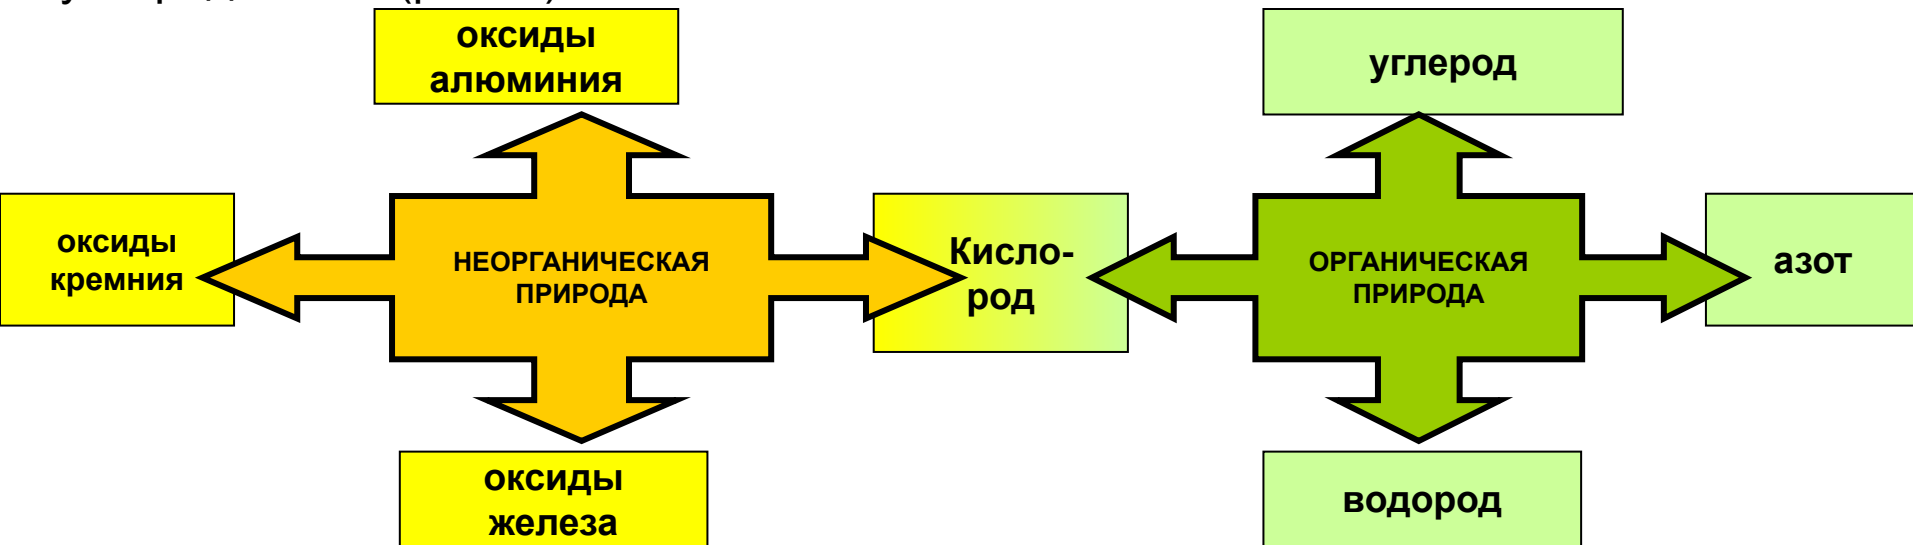 оксиды
алюминия
углерод
оксиды
кремния
НЕОРГАНИЧЕСКАЯ
ПРИРОДА
Кисло-
род
ОРГАНИЧЕСКАЯ
ПРИРОДА
азот
оксиды
железа
водород